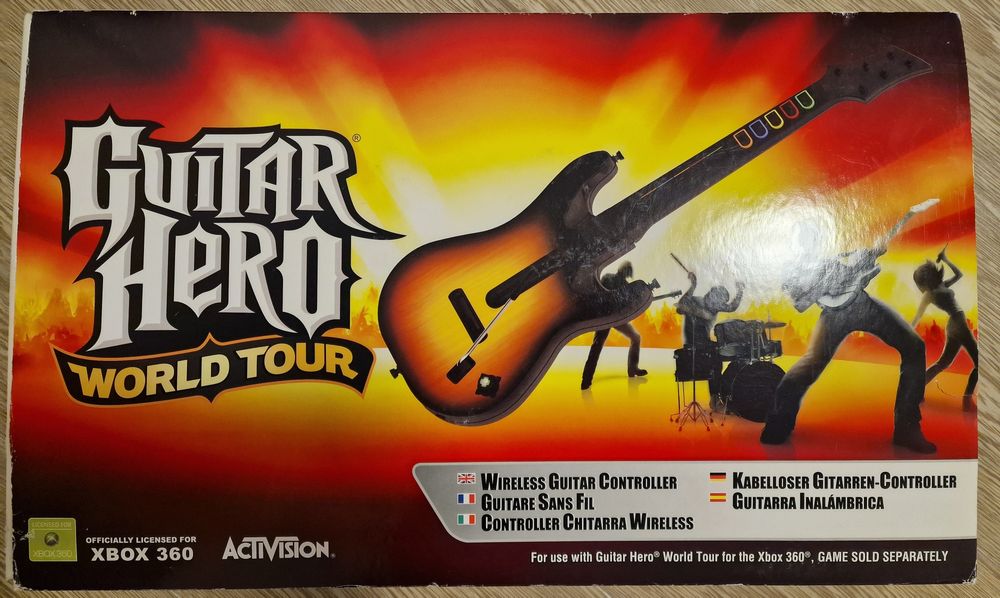 GUITAR
HERO®
WORLD TOUR
WIRELESS GUITAR CONTROLLER
GUITARE SANS FIL
CONTROLLER CHITARRA WIRELESS
KABELLOSER GITARREN-CONTROLLER
GUITARRA INALÁMBRICA
LICENSED FOR
XBOX 360
OFFICIALLY LICENSED FOR
XBOX 360
ACTIVISION®
For use with Guitar Hero® World Tour for the Xbox 360®, GAME SOLD SEPARATELY